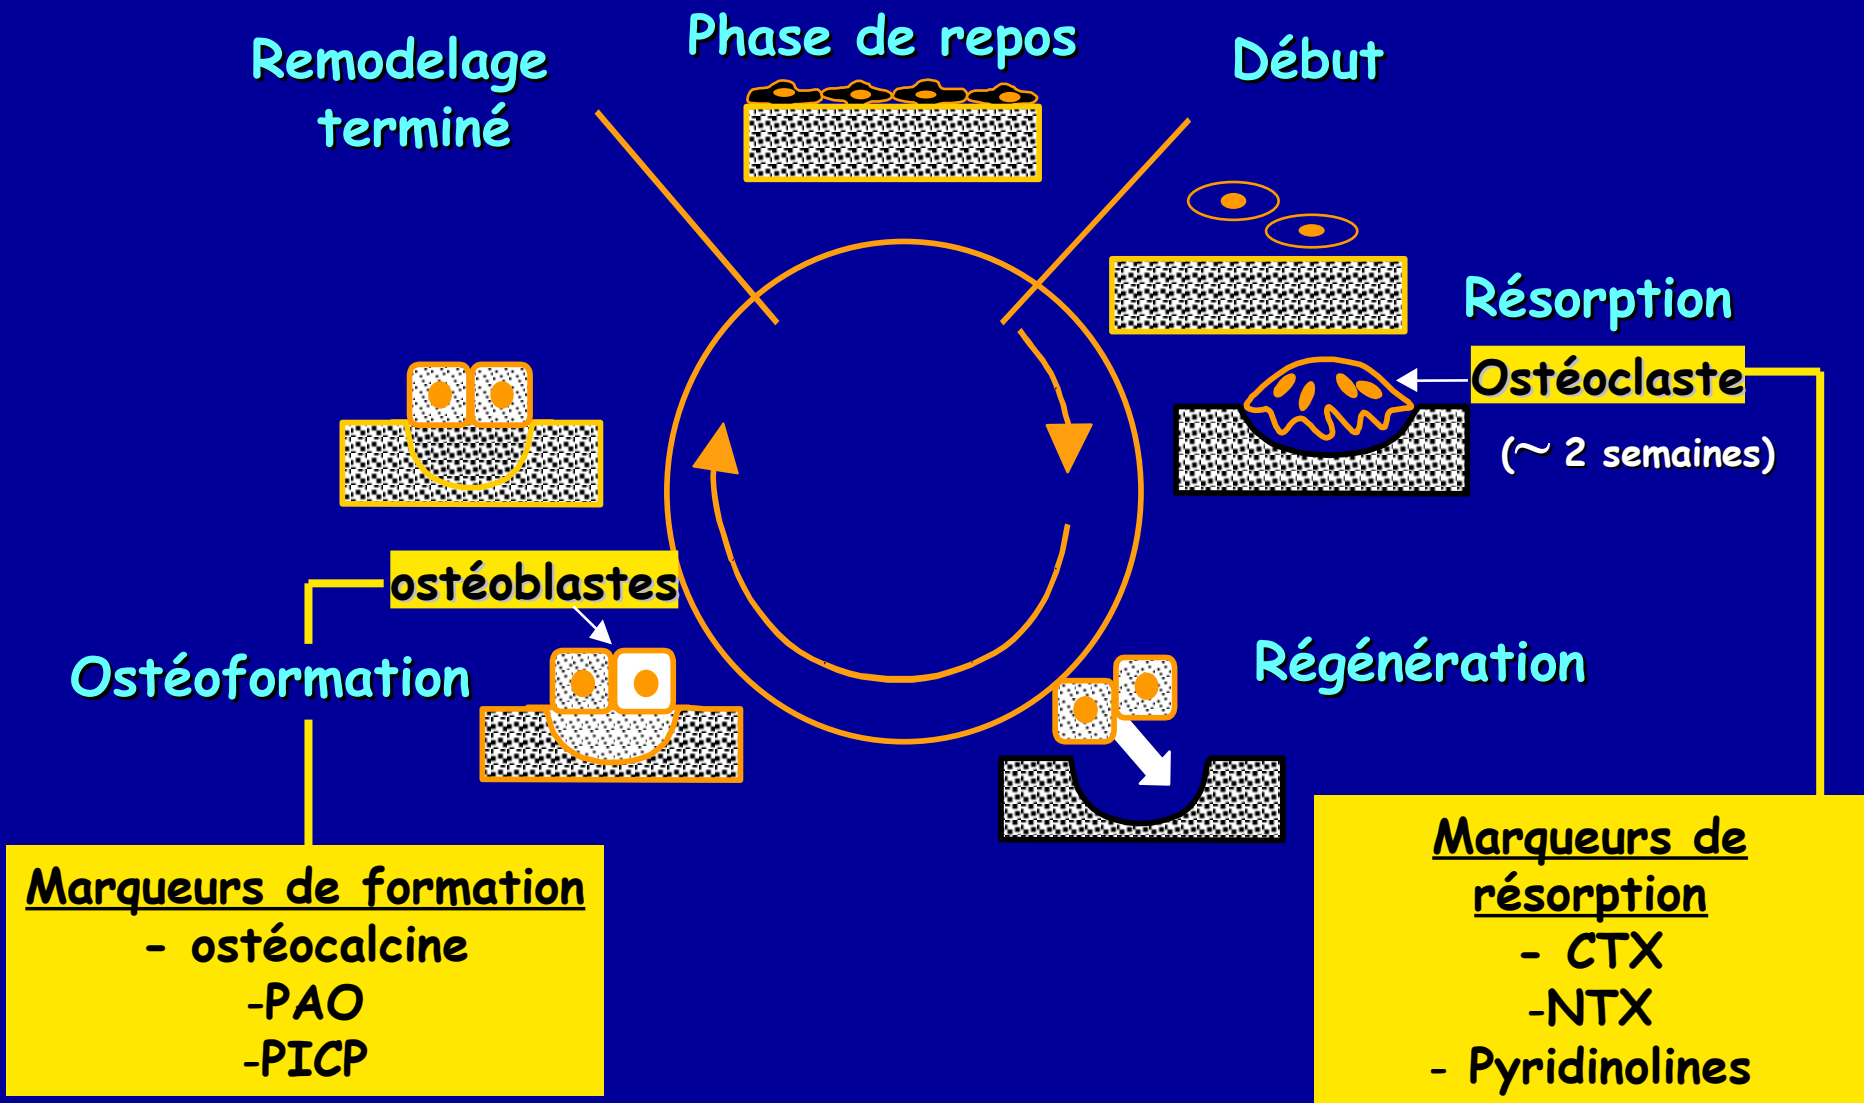 Phase de repos
Remodelage
terminé
Début
Résorption
Ostéoclaste
(~ 2 semaines)
ostéoblastes
Ostéoformation
Régénération
Marqueurs de formation
- ostéocalcine
-PAO
-PICP
Marqueurs de
résorption
- CTX
-NTX
- Pyridinolines